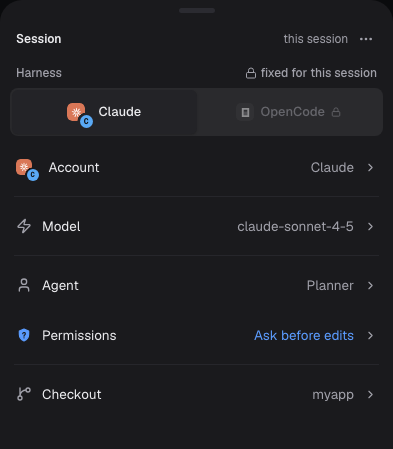 Session this session
Harness fixed for this session
Claude OpenCode
C
Account Claude
C
Model claude-sonnet-4-5
Agent Planner
Permissions Ask before edits
Checkout myapp